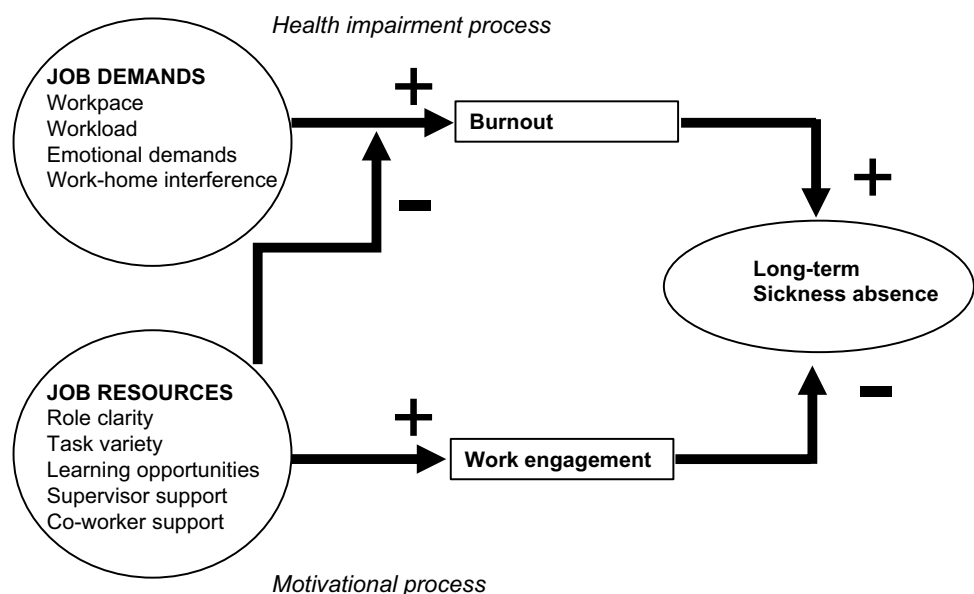 Health impairment process
JOB DEMANDS
Workpace
Workload
Emotional demands
Work-home interference
+
Burnout
−
+
Long-term
Sickness absence
JOB RESOURCES
Role clarity
Task variety
Learning opportunities
Supervisor support
Co-worker support
+
Work engagement
−
Motivational process